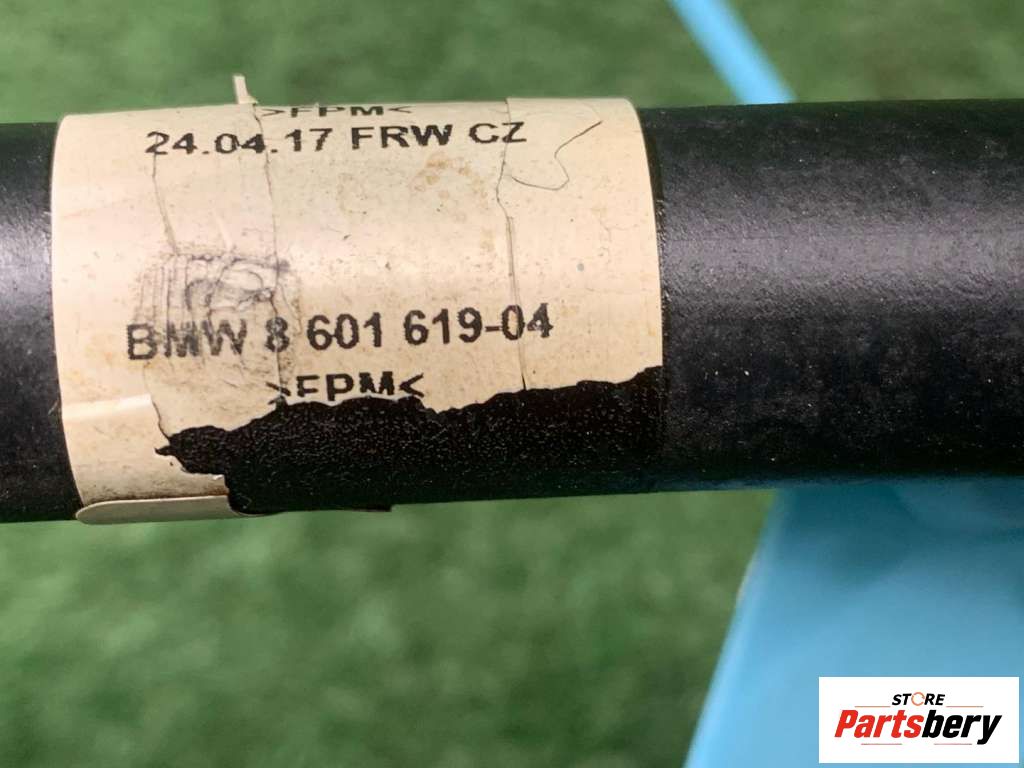 >FPM<
24.04.17 FRW CZ
BMW 8 601 619-04
>FPM<
STORE
Partsbery